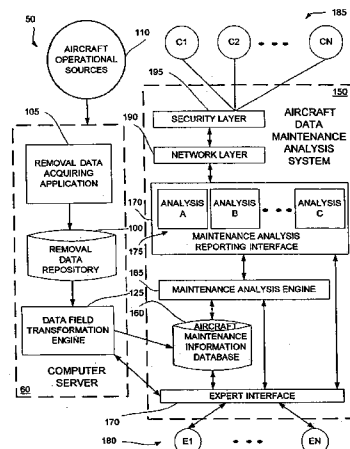 50
AIRCRAFT
OPERATIONAL
SOURCES
110
C1
C2
CN
185
195
SECURITY LAYER
190
NETWORK LAYER
150
AIRCRAFT
DATA
MAINTENANCE
ANALYSIS
SYSTEM
105
REMOVAL DATA
ACQUIRING
APPLICATION
170
ANALYSIS
A
ANALYSIS
B
ANALYSIS
C
175
MAINTENANCE ANALYSIS
REPORTING INTERFACE
100
REMOVAL
DATA
REPOSITORY
165
MAINTENANCE ANALYSIS ENGINE
125
160
DATA FIELD
TRANSFORMATION
ENGINE
AIRCRAFT
MAINTENANCE
INFORMATION
DATABASE
COMPUTER
SERVER
60
EXPERT INTERFACE
170
180
E1
EN